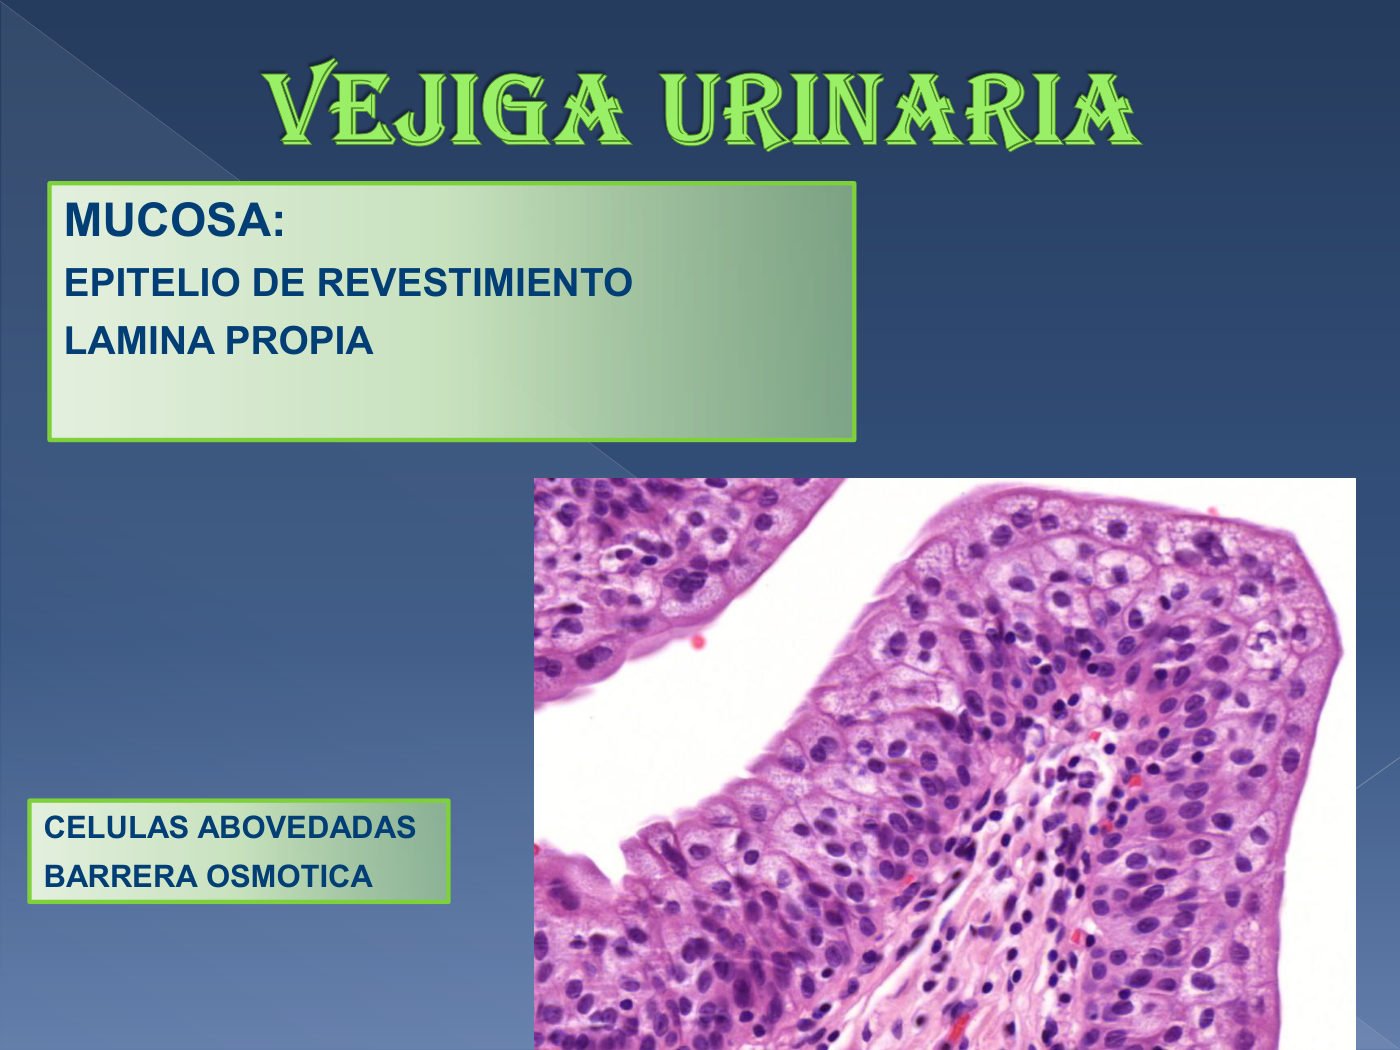 VEJIGA URINARIA
MUCOSA:
EPITELIO DE REVESTIMIENTO
LAMINA PROPIA
CELULAS ABOVEDADAS
BARRERA OSMOTICA